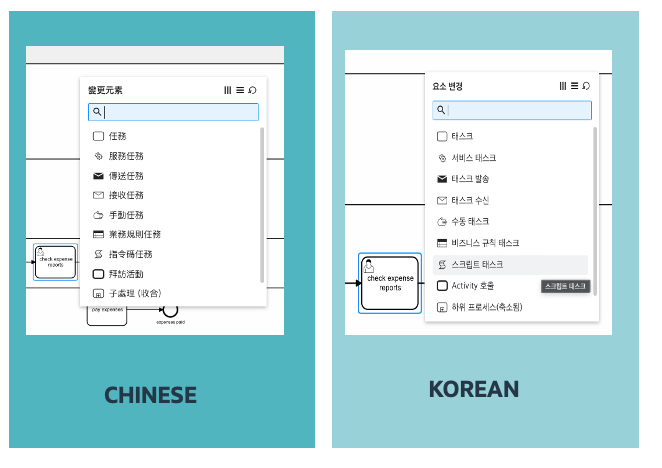 變更元素
任務
服務任務
傳送任務
接收任務
手動任務
業務規則任務
指令碼任務
拜訪活動
子處理 (收合)
check expense
reports
pay expenses
expenses paid
CHINESE
요소 변경
태스크
서비스 태스크
태스크 발송
태스크 수신
수동 태스크
비즈니스 규칙 태스크
스크립트 태스크
Activity 호출
스크립트 태스크
하위 프로세스(축소됨)
check expense
reports
KOREAN